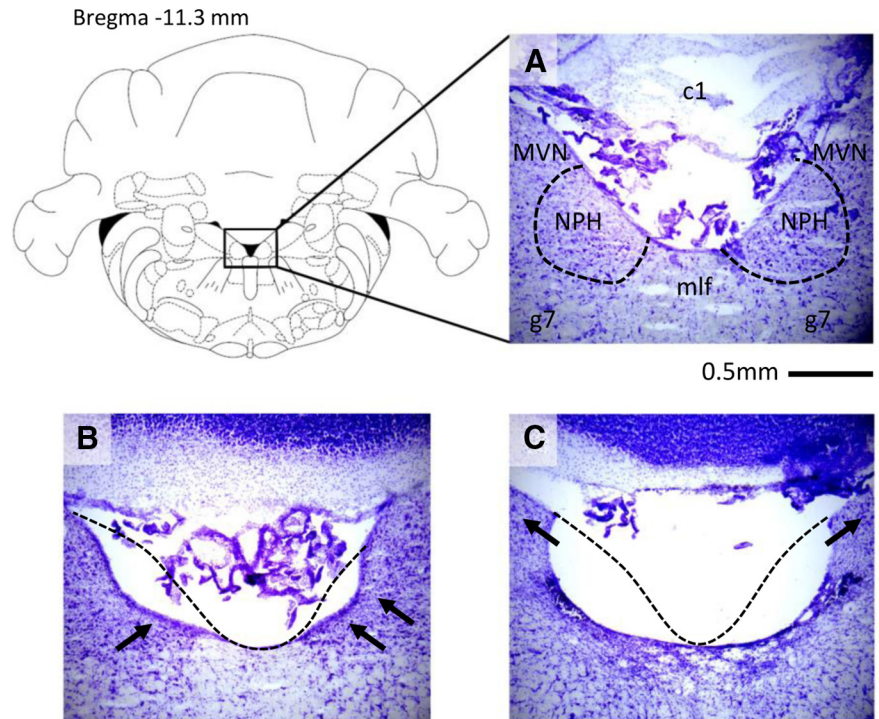 Bregma -11.3 mm
A
c1
MVN
MVN
NPH
NPH
mlf
g7
g7
0.5mm
B
C